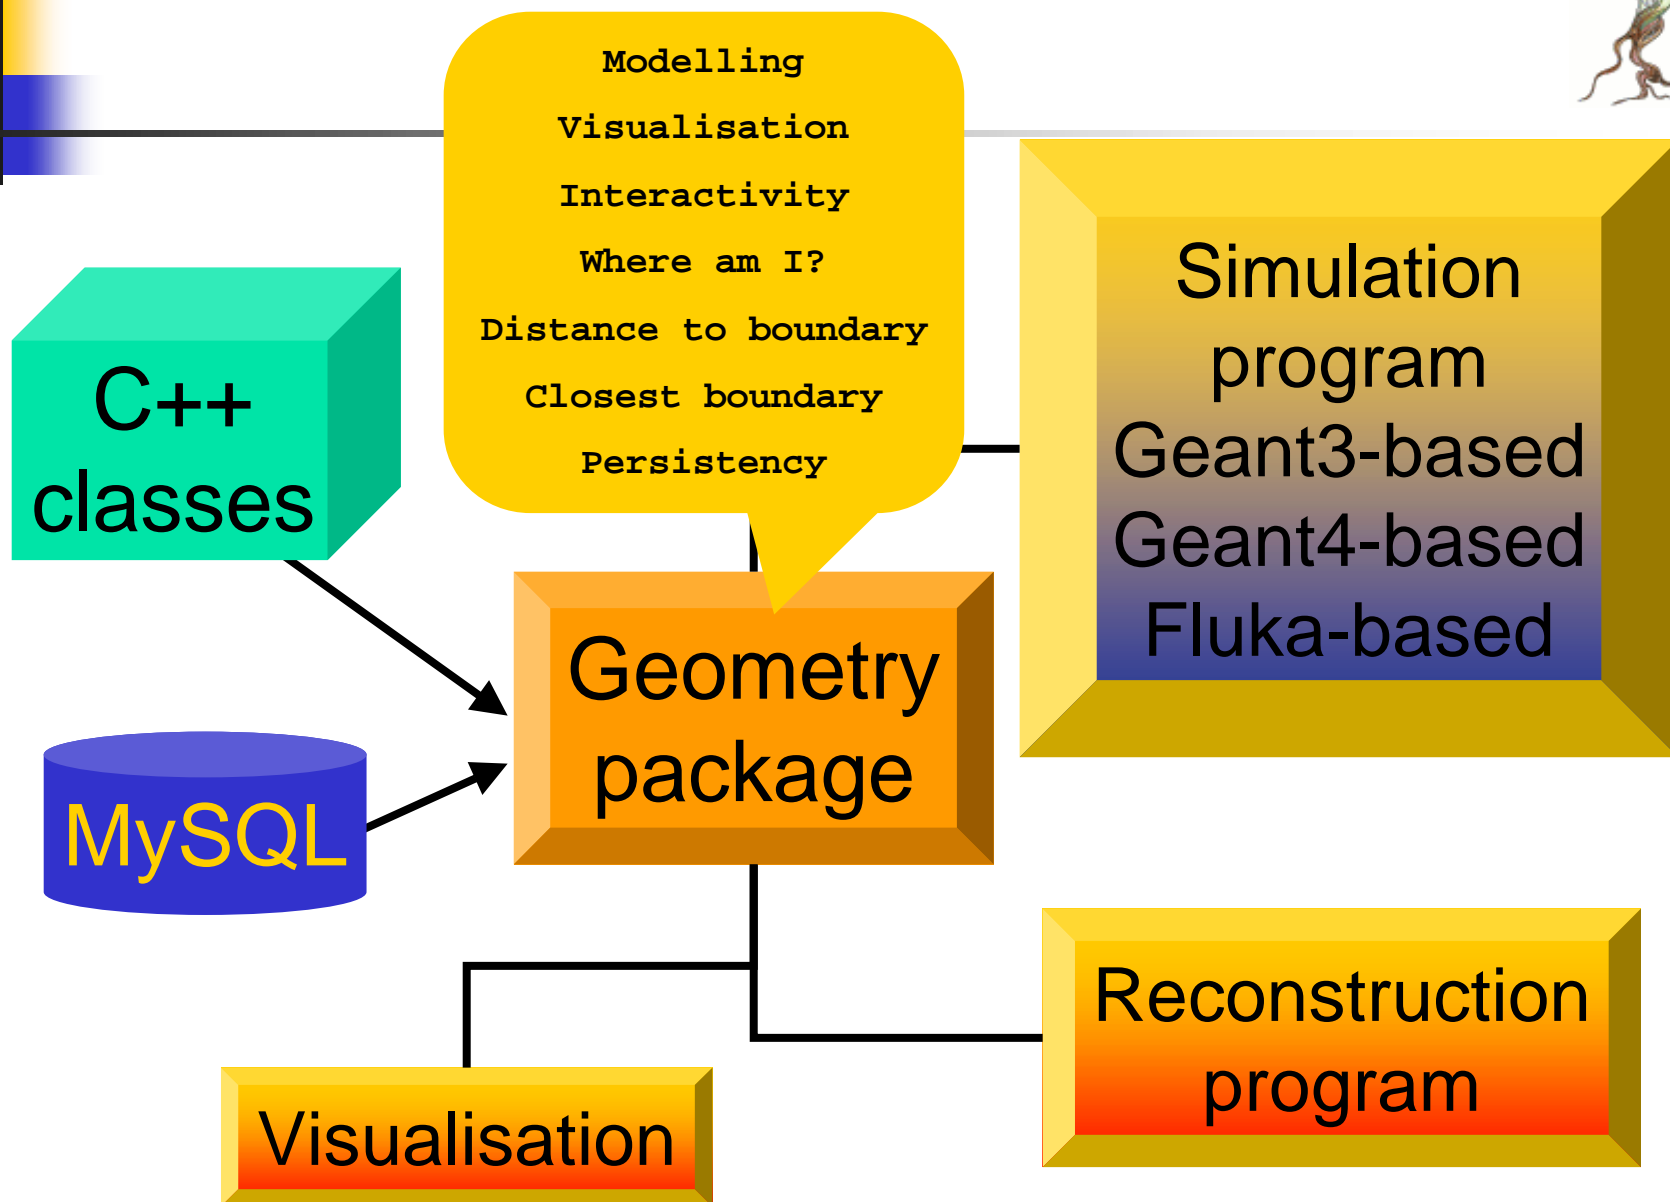 Modelling
Visualisation
Interactivity
Where am I?
Distance to boundary
Closest boundary
Persistency
C++
classes
Simulation
program
Geant3-based
Geant4-based
Fluka-based
Geometry
package
MySQL
Reconstruction
program
Visualisation